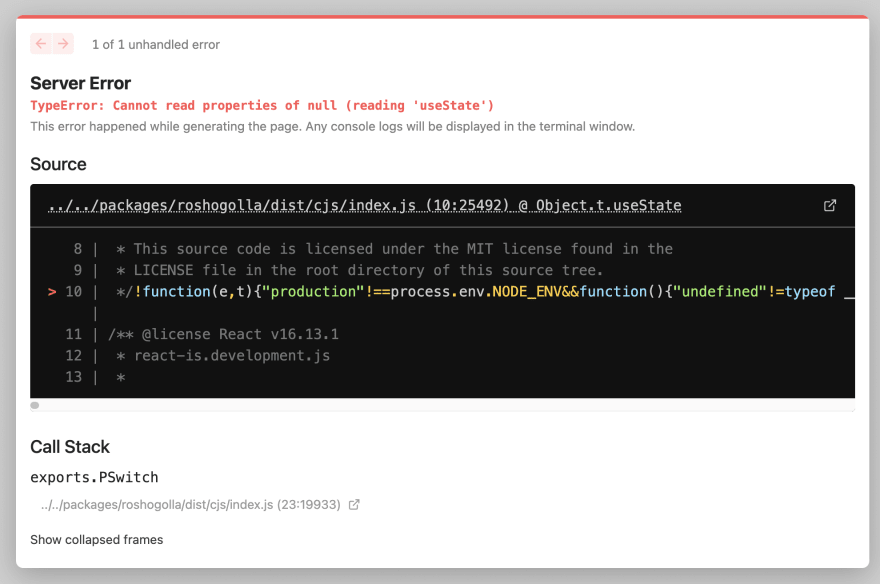 1 of 1 unhandled error
Server Error
TypeError: Cannot read properties of null (reading 'useState')
This error happened while generating the page. Any console logs will be displayed in the terminal window.
Source
../../packages/roshogolla/dist/cjs/index.js (10:25492) @ Object.t.useState
8 |  * This source code is licensed under the MIT license found in the
9 |  * LICENSE file in the root directory of this source tree.
> 10 |  */!function(e,t){"production"!==process.env.NODE_ENV&&function(){"undefined"!=typeof __
|
11 | /** @license React v16.13.1
12 |  * react-is.development.js
13 |  *
Call Stack
exports.PSwitch
../../packages/roshogolla/dist/cjs/index.js (23:19933)
Show collapsed frames